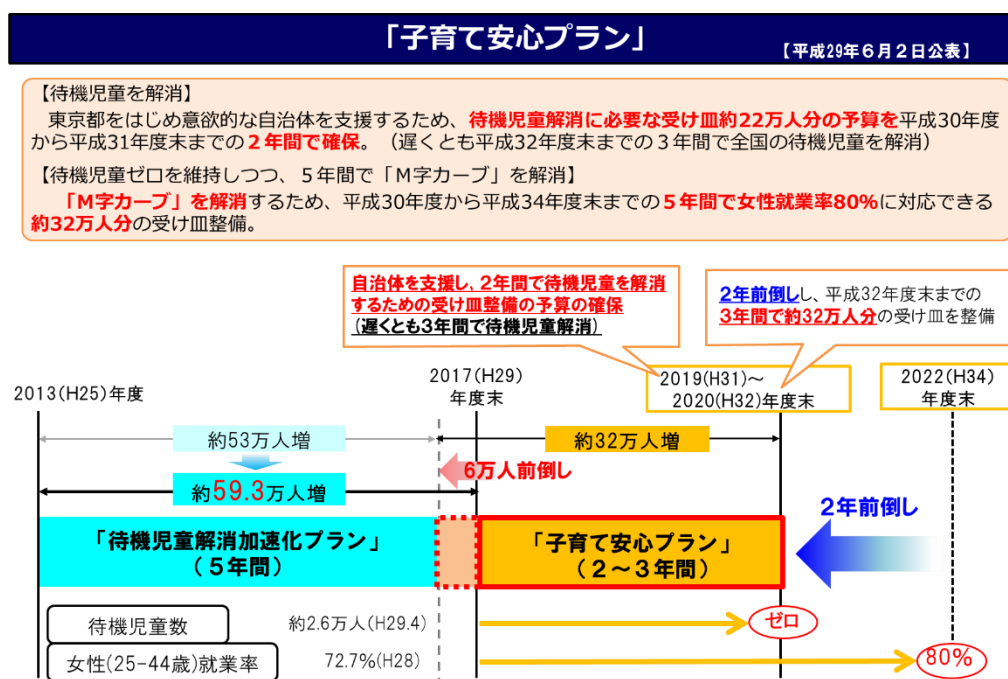 「子育て安心プラン」
【平成29年６月２日公表】
【待機児童を解消】
東京都をはじめ意欲的な自治体を支援するため、待機児童解消に必要な受け皿約22万人分の予算を平成30年度
から平成31年度末までの２年間で確保。（遅くとも平成32年度末までの３年間で全国の待機児童を解消）
【待機児童ゼロを維持しつつ、５年間で「M字カーブ」を解消】
「M字カーブ」を解消するため、平成30年度から平成34年度末までの５年間で女性就業率80％に対応できる
約32万人分の受け皿整備。
自治体を支援し、２年間で待機児童を解消
するための受け皿整備の予算の確保
（遅くとも３年間で待機児童解消）
２年前倒しし、平成32年度末までの
３年間で約32万人分の受け皿を整備
2013(H25)年度
2017(H29)
年度末
2019(H31)～
2020(H32)年度末
2022(H34)
年度末
約53万人増
約32万人増
6万人前倒し
約59.3万人増
２年前倒し
「待機児童解消加速化プラン」
（５年間）
「子育て安心プラン」
（２～３年間）
待機児童数
約2.6万人(H29.4)
ゼロ
女性(25-44歳)就業率
72.7%(H28)
80%